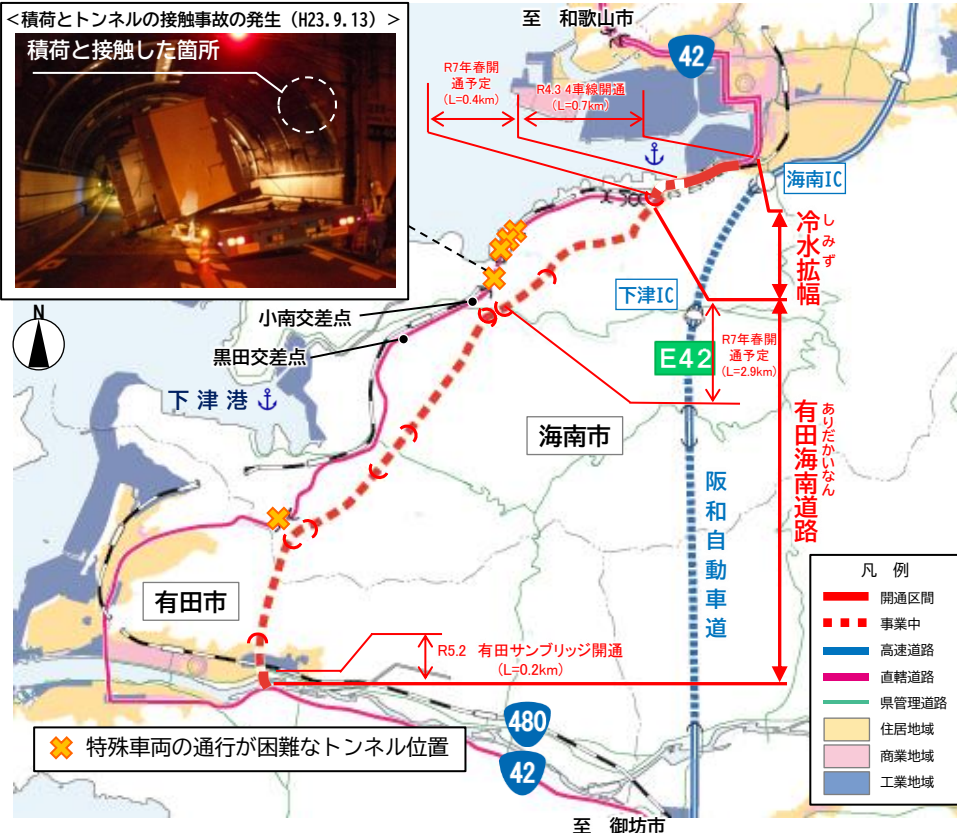 <積荷とトンネルの接触事故の発生（H23.9.13）>
積荷と接触した箇所
至 和歌山市
42
R7年春開
通予定
(L=0.4km)
R4.3 4車線開通
(L=0.7km)
海南IC
しみず
冷水拡幅
下津IC
小南交差点
黒田交差点
N
E42
R7年春開
通予定
(L=2.9km)
下津港
海南市
ありだかいなん
有田海南道路
阪和自動車道
有田市
R5.2 有田サンブリッジ開通
(L=0.2km)
凡 例
開通区間
事業中
高速道路
直轄道路
県管理道路
住居地域
商業地域
工業地域
480
42
特殊車両の通行が困難なトンネル位置
至 御坊市